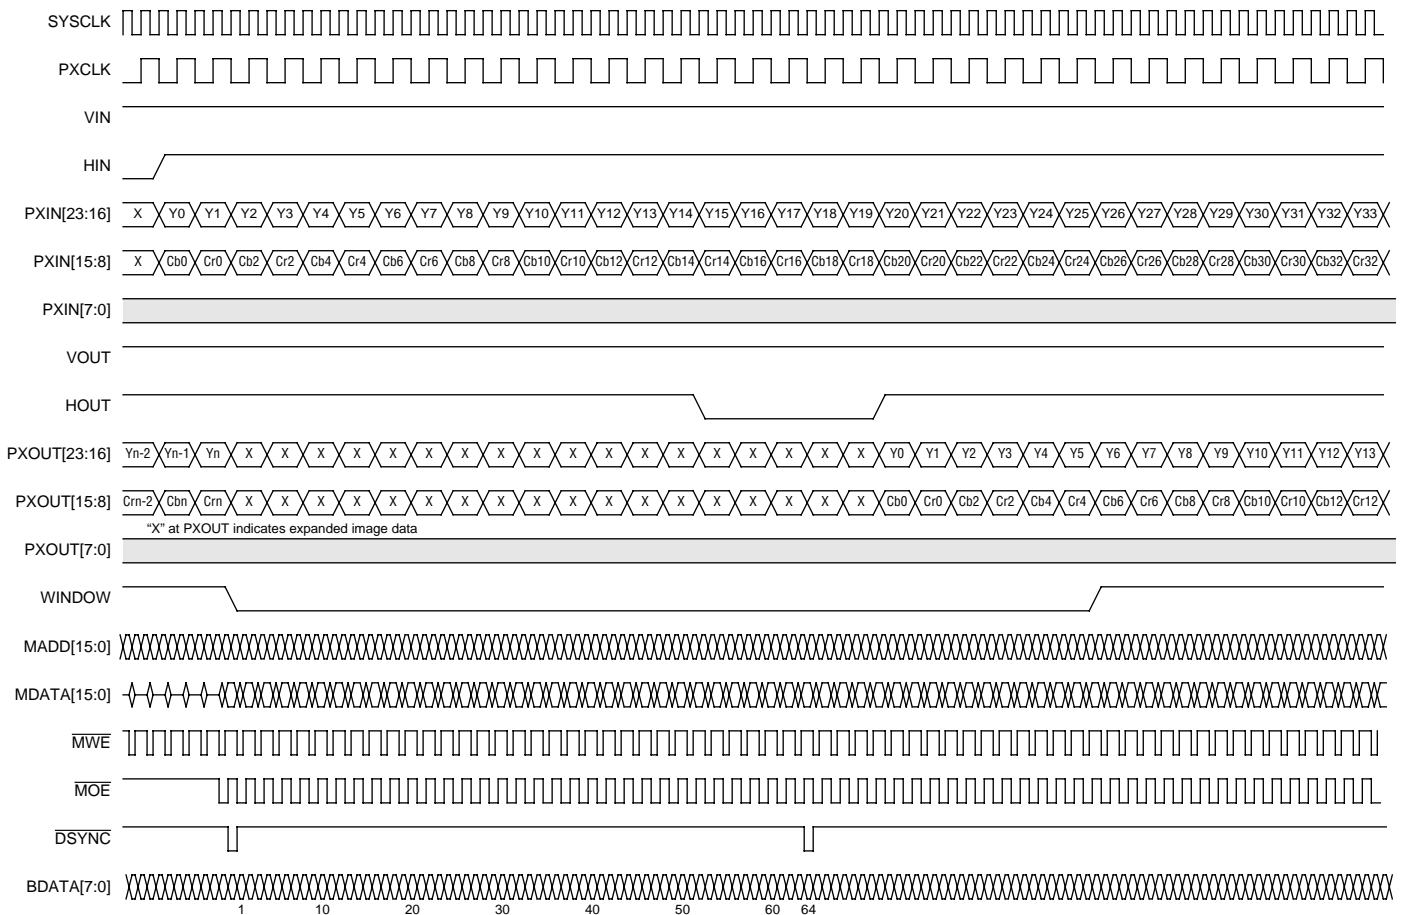 SYSCLK
PXCLK
VIN
HIN
PXIN[23:16] X Y0 Y1 Y2 Y3 Y4 Y5 Y6 Y7 Y8 Y9 Y10 Y11 Y12 Y13 Y14 Y15 Y16 Y17 Y18 Y19 Y20 Y21 Y22 Y23 Y24 Y25 Y26 Y27 Y28 Y29 Y30 Y31 Y32 Y33
PXIN[15:8] X Cb0 Cr0 Cb2 Cr2 Cb4 Cr4 Cb6 Cr6 Cb8 Cr8 Cb10 Cr10 Cb12 Cr12 Cb14 Cr14 Cb16 Cr16 Cb18 Cr18 Cb20 Cr20 Cb22 Cr22 Cb24 Cr24 Cb26 Cr26 Cb28 Cr28 Cb30 Cr30 Cb32 Cr32
PXIN[7:0]
VOUT
HOUT
PXOUT[23:16] Yn-2 Yn-1 Yn X X X X X X X X X X X X X X X X X X Y0 Y1 Y2 Y3 Y4 Y5 Y6 Y7 Y8 Y9 Y10 Y11 Y12 Y13
PXOUT[15:8] Crn-2 Cbn Crn X X X X X X X X X X X X X X X X X X Cb0 Cr0 Cb2 Cr2 Cb4 Cr4 Cb6 Cr6 Cb8 Cr8 Cb10 Cr10 Cb12 Cr12
“X” at PXOUT indicates expanded image data
PXOUT[7:0]
WINDOW
MADD[15:0]
MDATA[15:0]
MWE
MOE
DSYNC
BDATA[7:0]
1 10 20 30 40 50 60 64